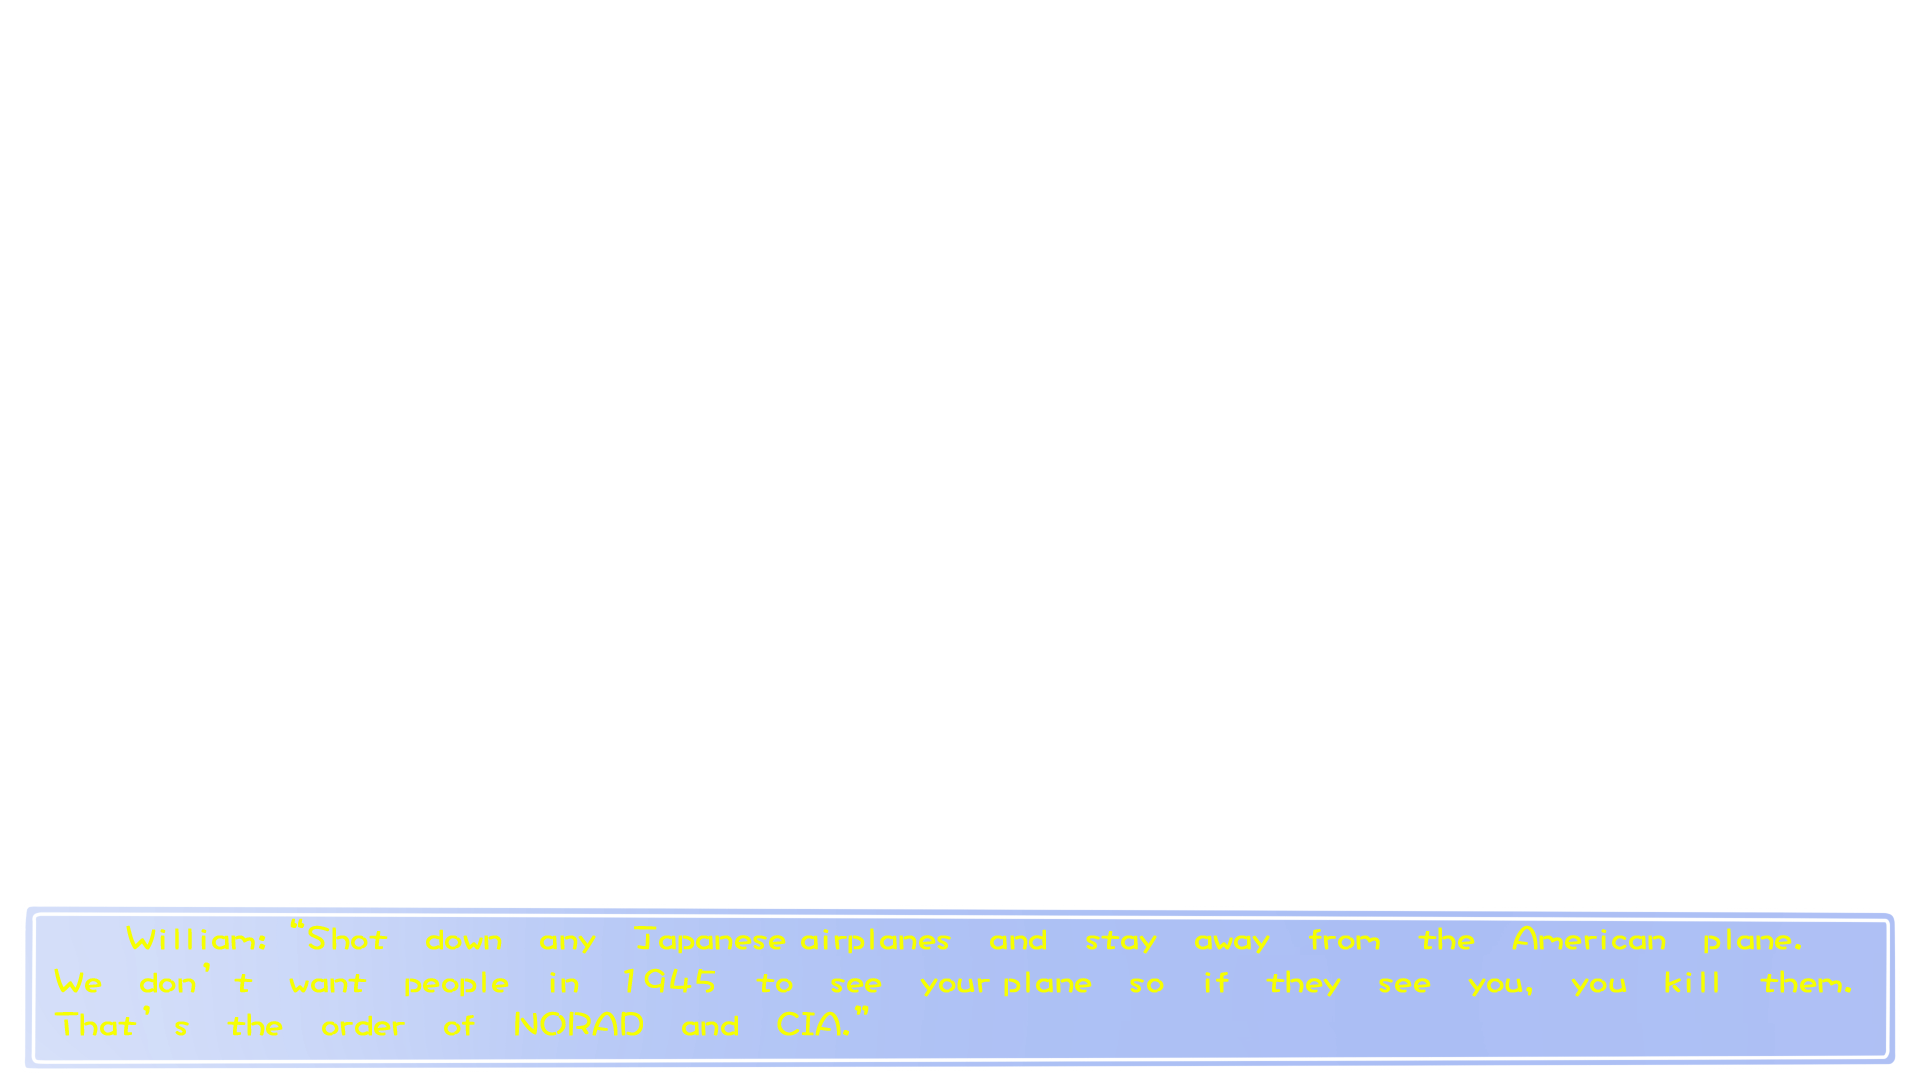 William: “Shot down any Japanese airplanes and stay away from the American plane.
We don’t want people in 1945 to see your plane so if they see you, you kill them.
That’s the order of NORAD and CIA.”